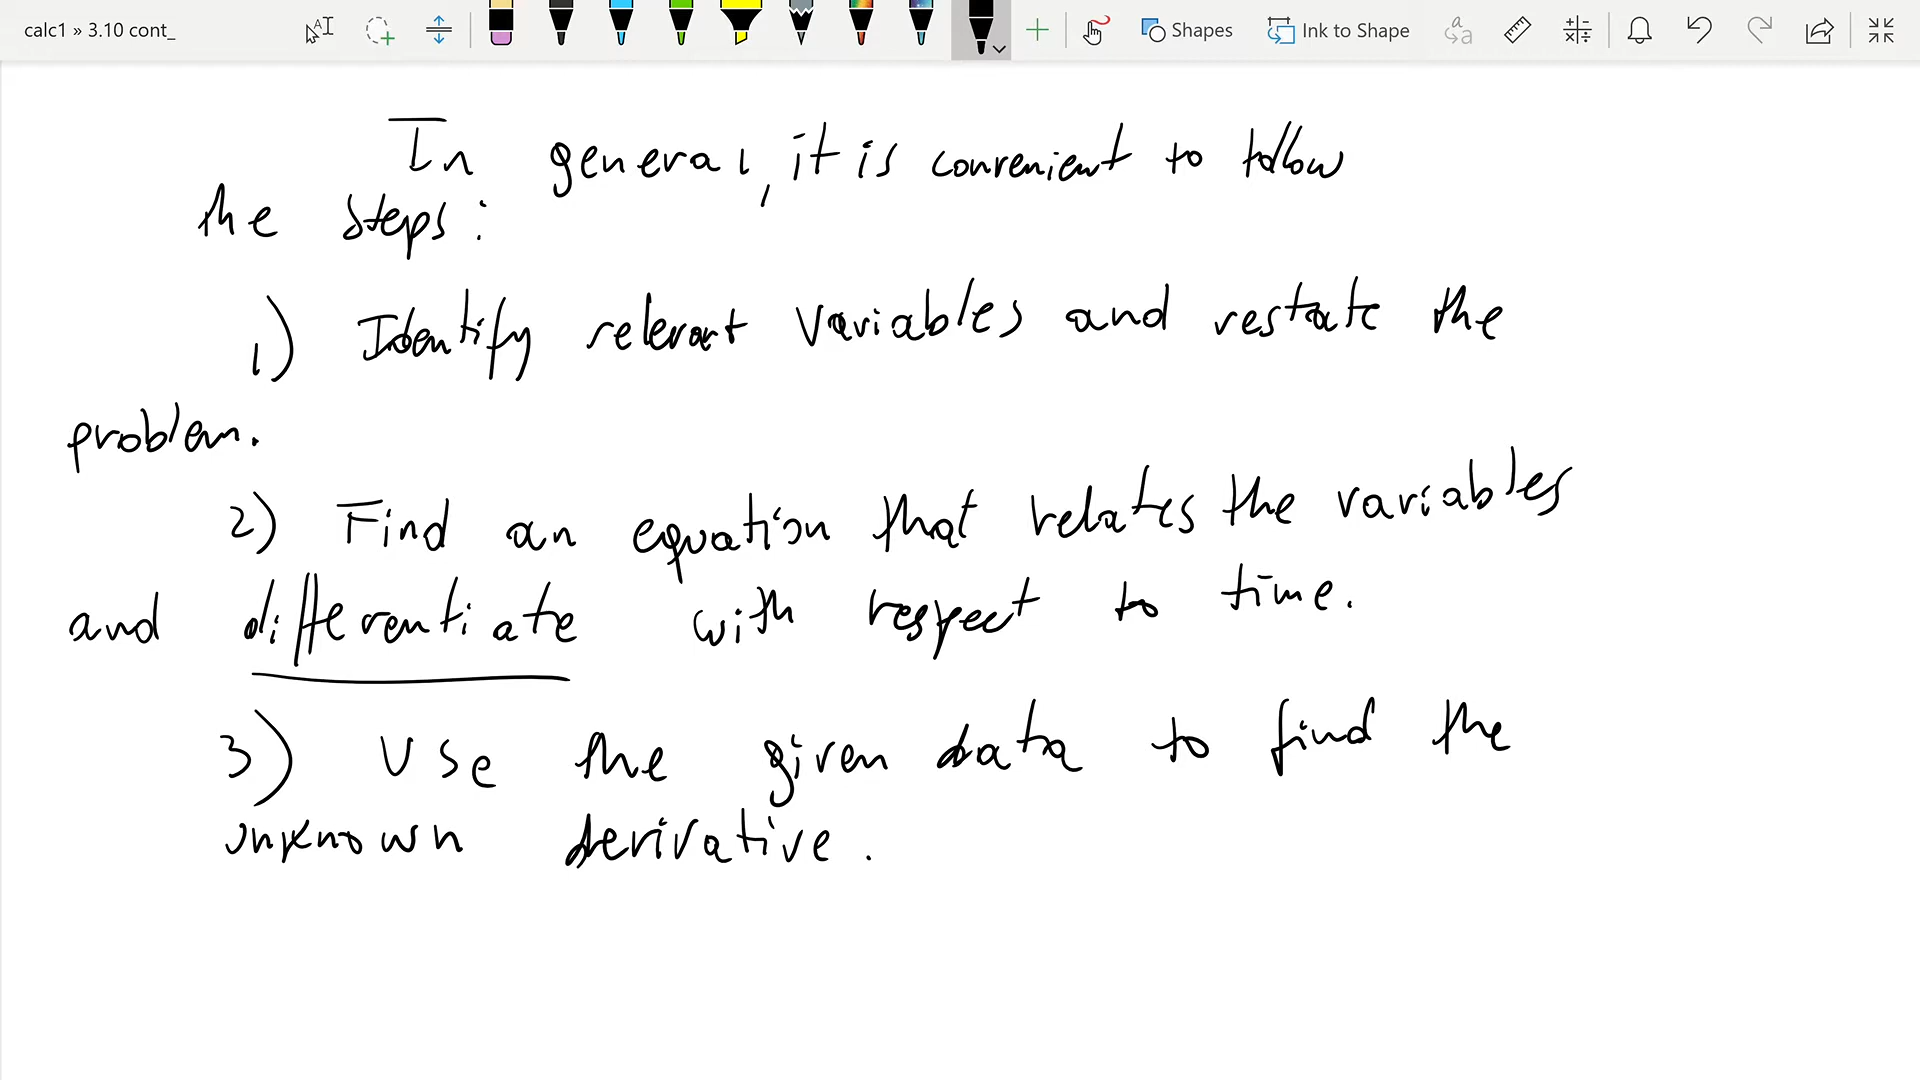 calc1 » 3.10 cont_
Shapes
Ink to Shape
In general, it is convenient to follow
the steps:
1) Identify relevant variables and restate the
problem.
2) Find an equation that relates the variables
and differentiate with respect to time.
3) Use the given data to find the
unknown derivative.